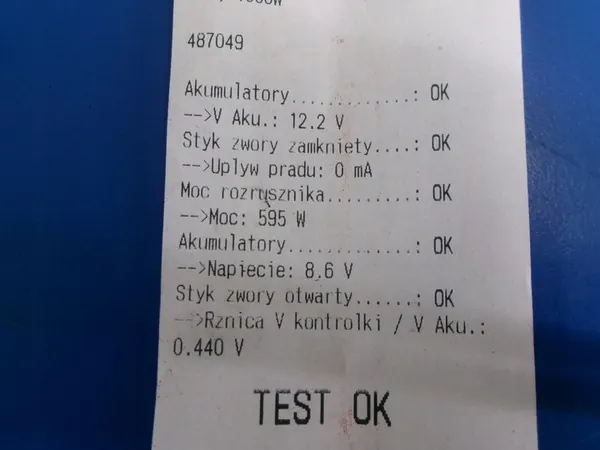 487049
Akumulatory............: OK
-->V Aku.: 12.2 V
Styk zwory zamkniety....: OK
-->Uplyw pradu: 0 mA
Moc rozrusznika.........: OK
-->Moc: 595 W
Akumulatory.............: OK
-->Napiecie: 8.6 V
Styk zwory otwarty......: OK
-->Rznica V kontrolki / V Aku.:
0.440 V
TEST OK